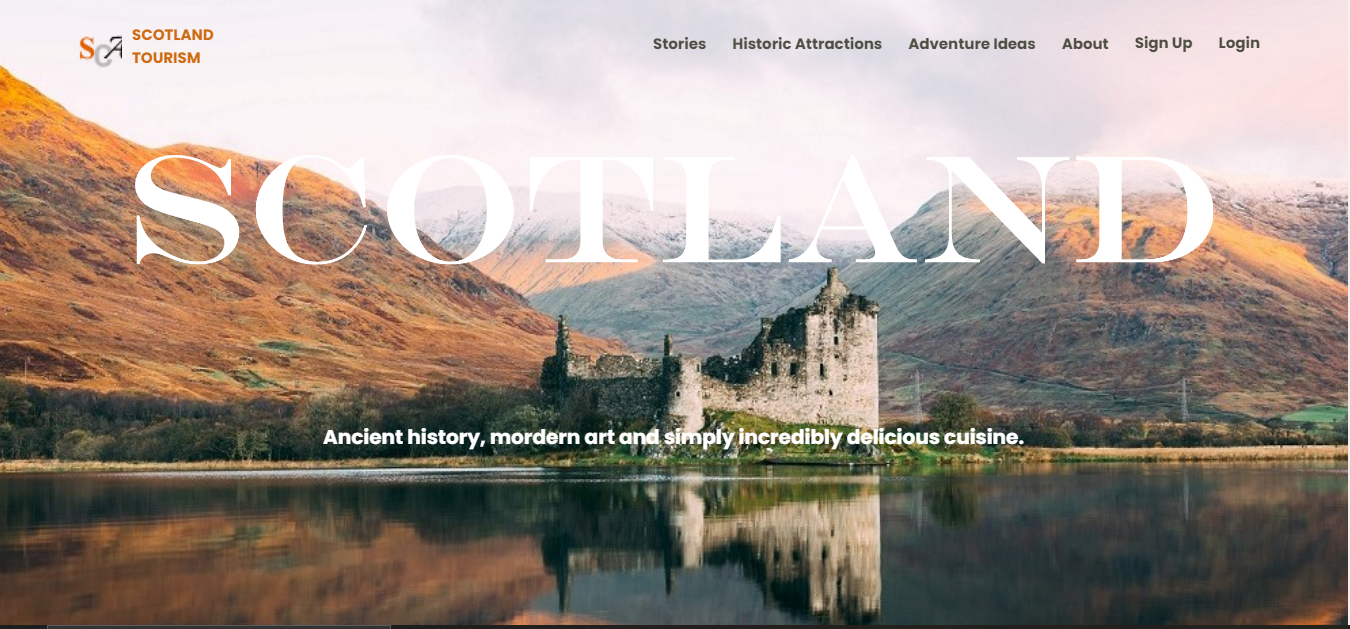 SCA
SCOTLAND
TOURISM
Stories Historic Attractions Adventure Ideas About Sign Up Login
SCOTLAND
Ancient history, mordern art and simply incredibly delicious cuisine.